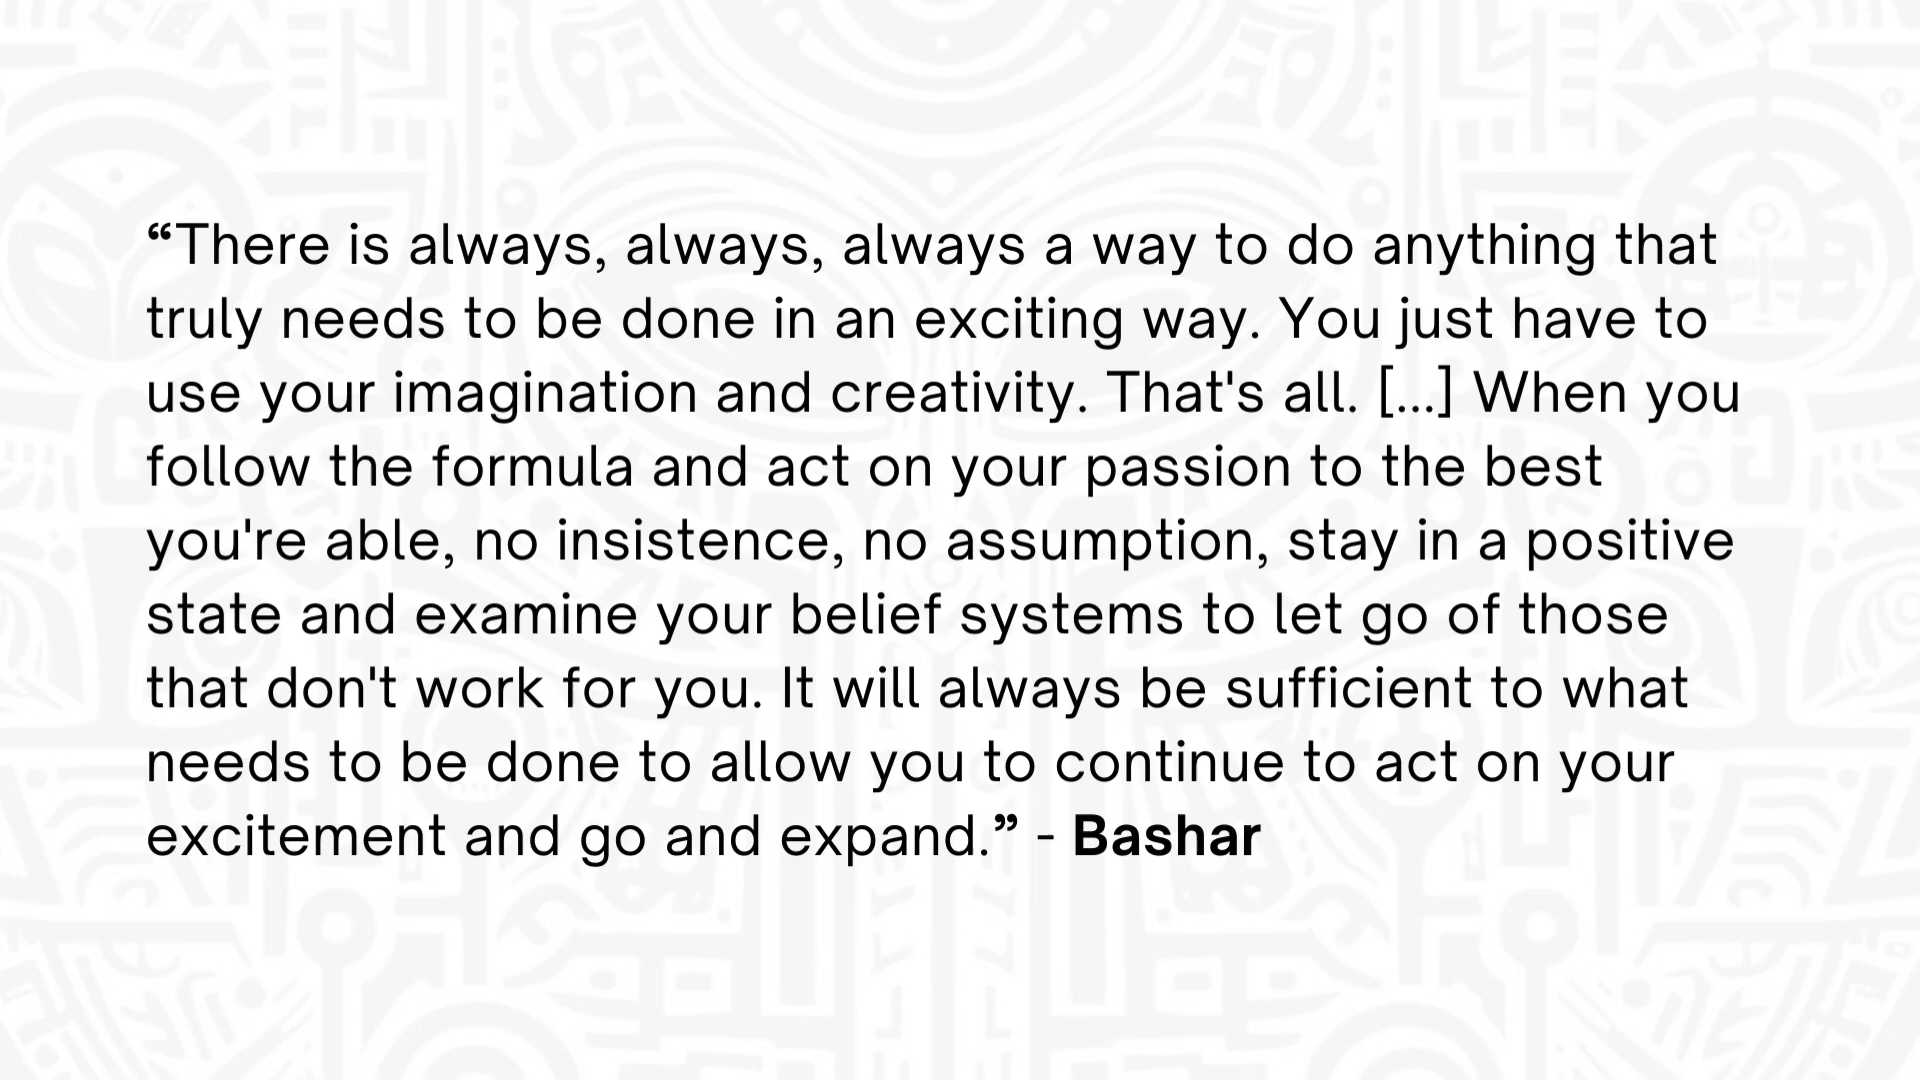 “There is always, always, always a way to do anything that
truly needs to be done in an exciting way. You just have to
use your imagination and creativity. That's all. [...] When you
follow the formula and act on your passion to the best
you're able, no insistence, no assumption, stay in a positive
state and examine your belief systems to let go of those
that don't work for you. It will always be sufficient to what
needs to be done to allow you to continue to act on your
excitement and go and expand.” - Bashar